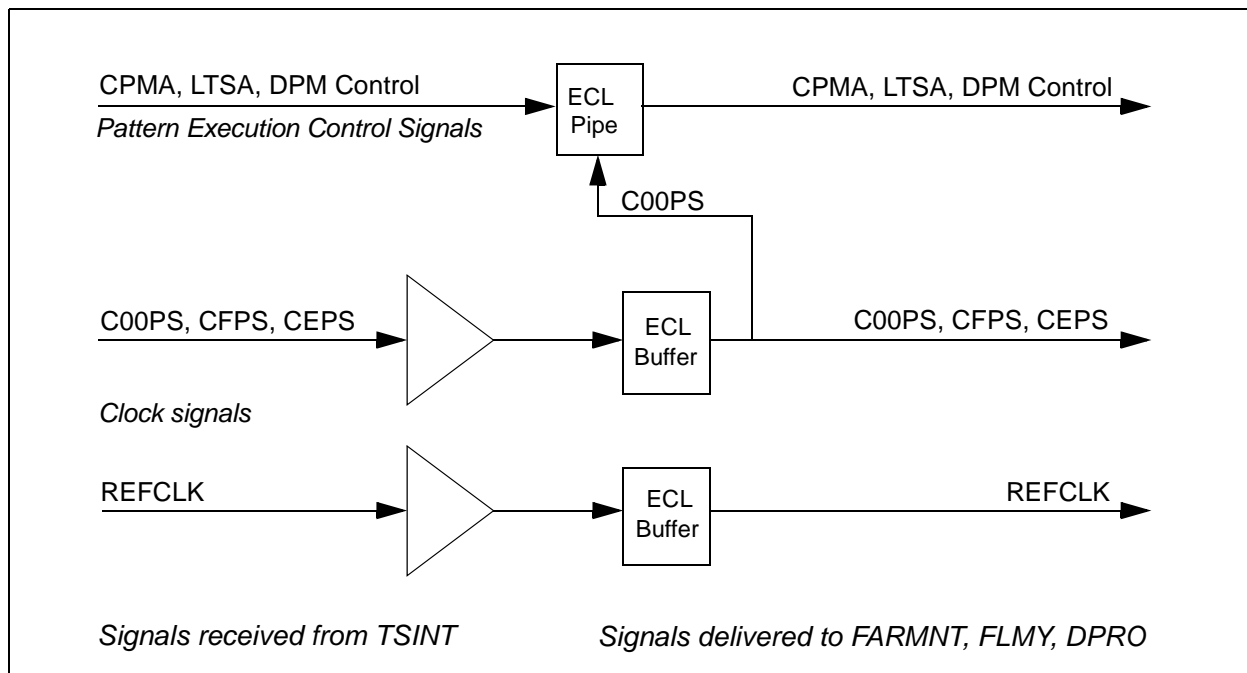 CPMA, LTSA, DPM Control
Pattern Execution Control Signals
ECL
Pipe
CPMA, LTSA, DPM Control
C00PS
C00PS, CFPS, CEPS
ECL
Buffer
C00PS, CFPS, CEPS
Clock signals
REFCLK
ECL
Buffer
REFCLK
Signals received from TSINT
Signals delivered to FARMNT, FLMY, DPRO